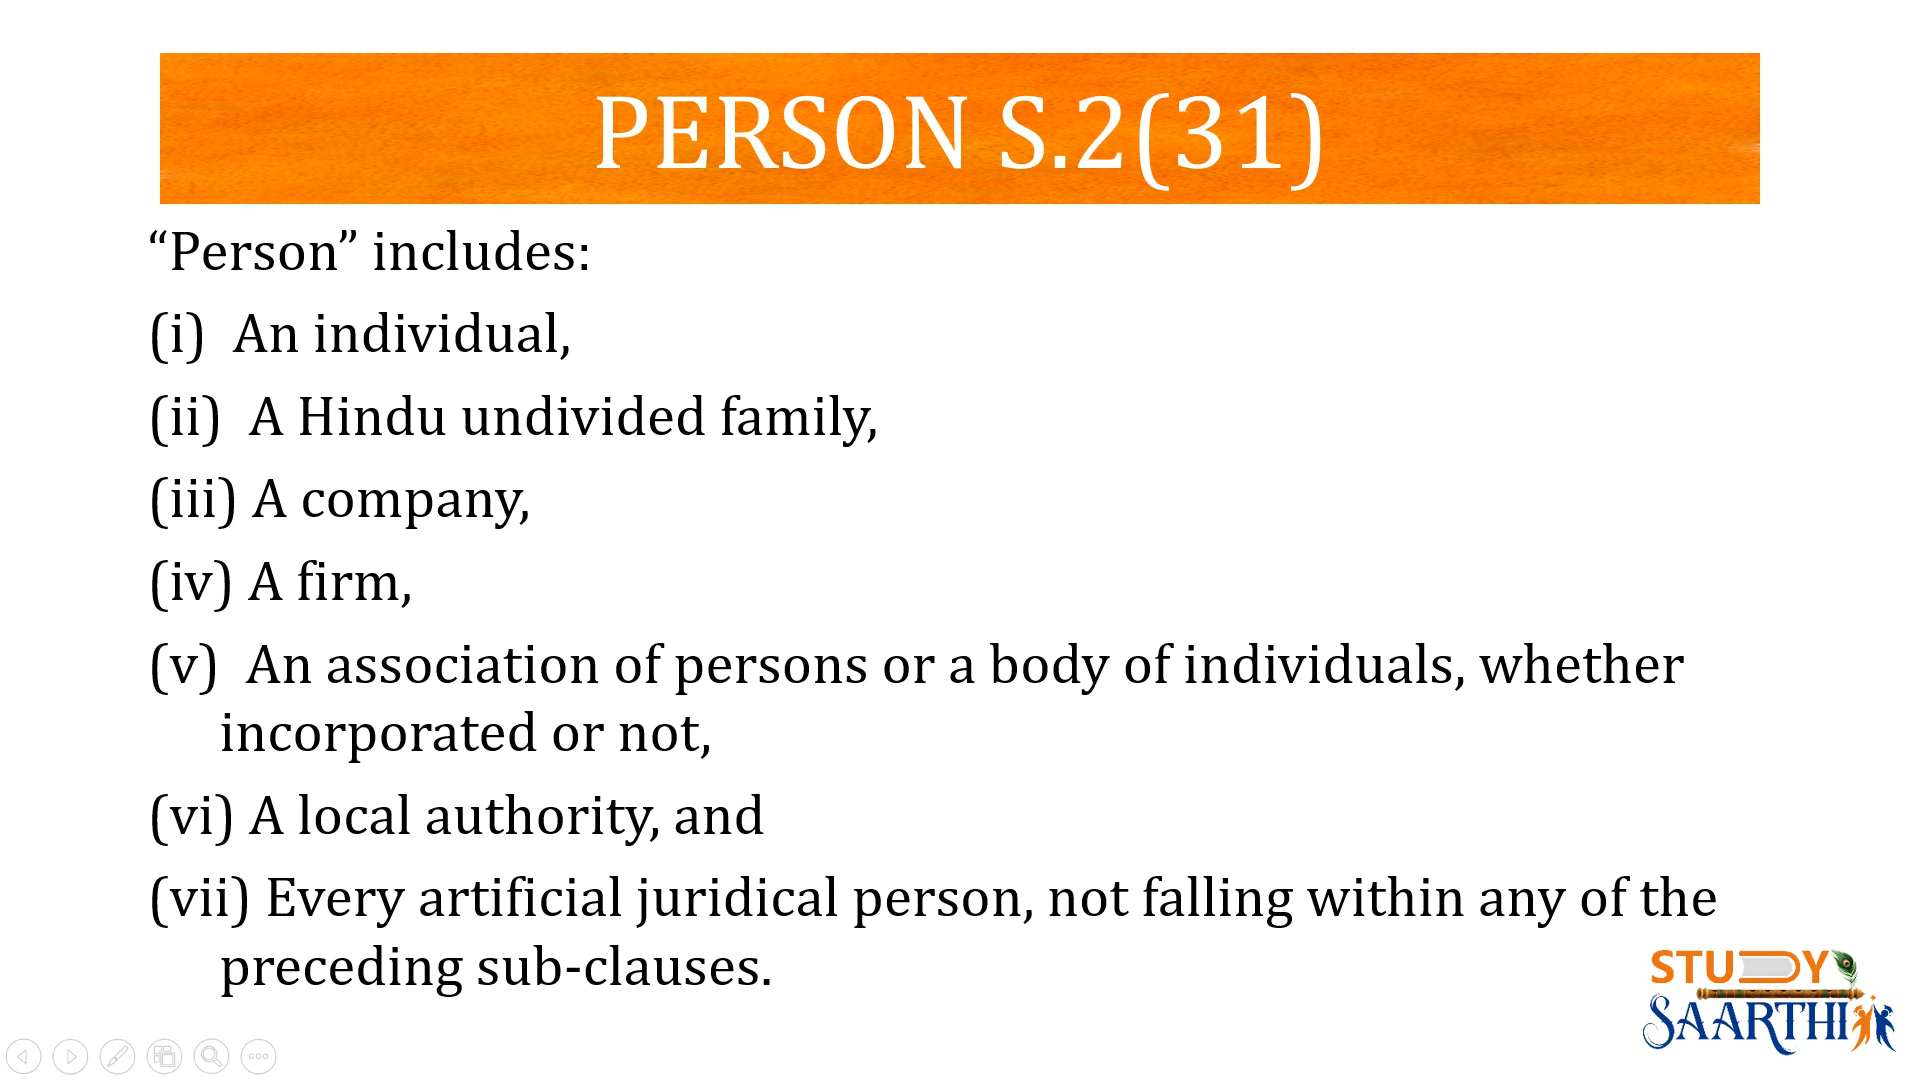 PERSON S.2(31)
“Person” includes:
(i) An individual,
(ii) A Hindu undivided family,
(iii) A company,
(iv) A firm,
(v) An association of persons or a body of individuals, whether
incorporated or not,
(vi) A local authority, and
(vii) Every artificial juridical person, not falling within any of the
preceding sub-clauses.
STUDY
SAARTHI